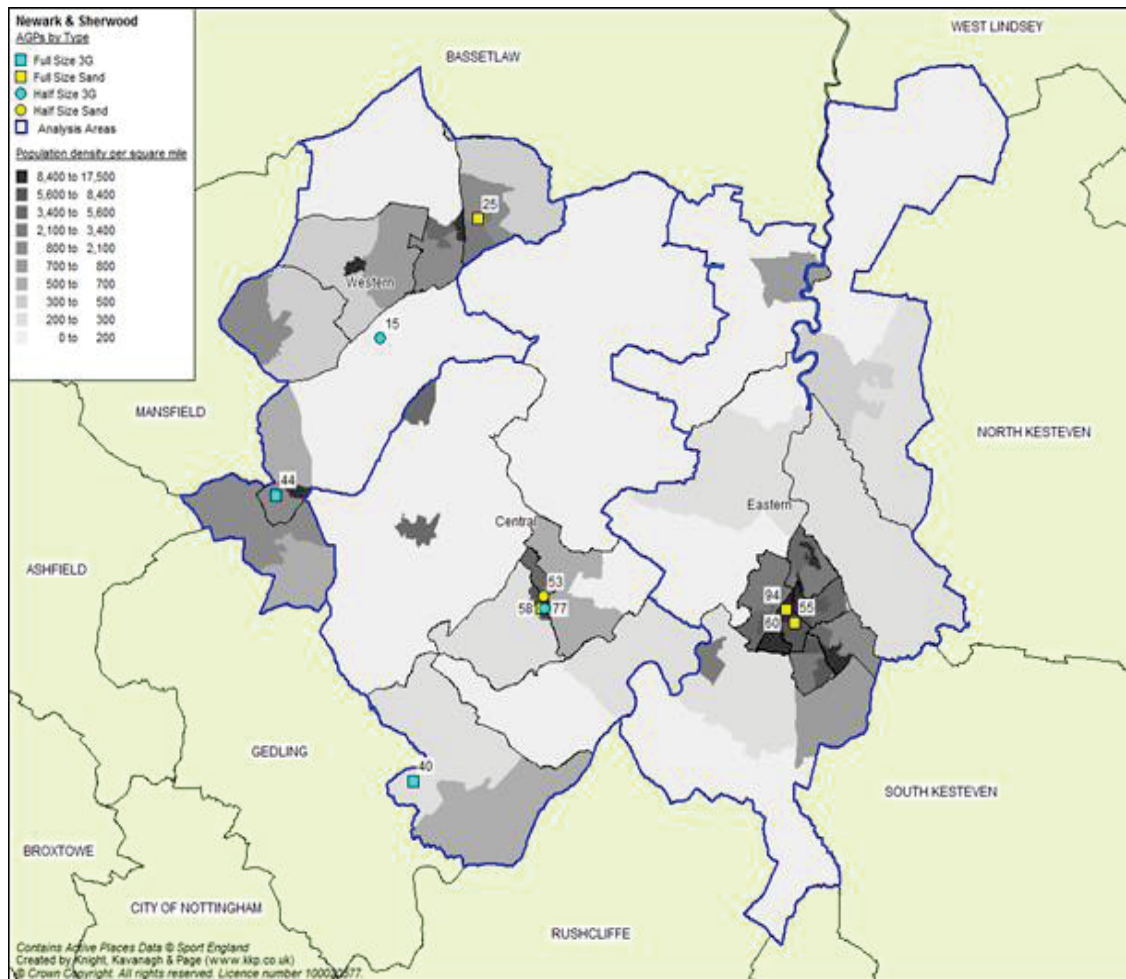 Newark & Sherwood
AGPs by Type
Full Size 3G
Full Size Sand
Half Size 3G
Half Size Sand
Analysis Areas
Population density per square mile
8,400 to 17,500
5,600 to 8,400
3,400 to 5,600
2,100 to 3,400
800 to 2,100
700 to 800
500 to 700
300 to 500
200 to 300
0 to 200
WEST LINDSEY
BASSETLAW
25
Western
15
MANSFIELD
NORTH KESTEVEN
44
Eastern
Central
ASHFIELD
53
94
55
58
77
60
GEDLING
40
SOUTH KESTEVEN
BROXTOWE
CITY OF NOTTINGHAM
RUSHCLIFFE
Contains Active Places Data © Sport England
Created by Knight, Kavanagh & Page (www.kkp.co.uk)
© Crown Copyright. All rights reserved. Licence number 100020577.